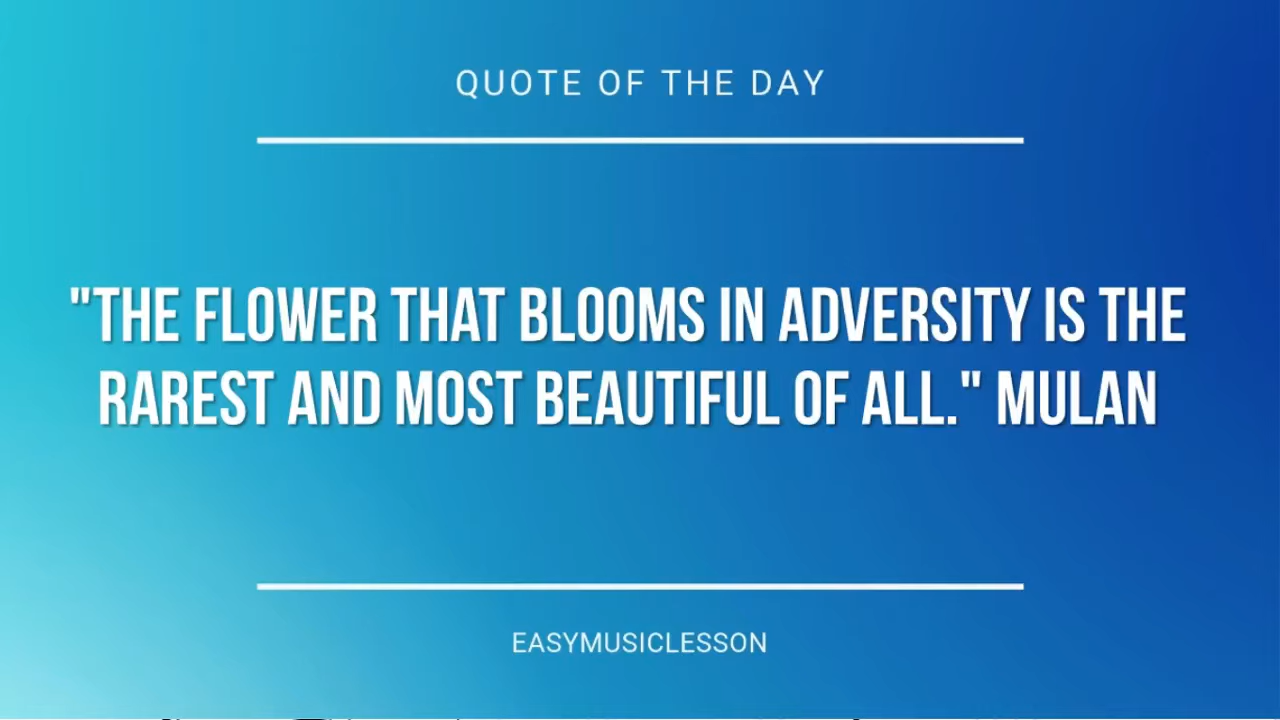 QUOTE OF THE DAY
"THE FLOWER THAT BLOOMS IN ADVERSITY IS THE
RAREST AND MOST BEAUTIFUL OF ALL." MULAN
EASYMUSICLESSON